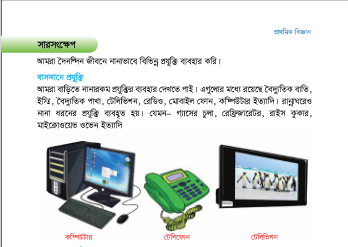 প্রাথমিক বিজ্ঞান
সারসংক্ষেপ
আমরা দৈনন্দিন জীবনে নানাভাবে বিভিন্ন প্রযুক্তি ব্যবহার করি।
বাসস্থানে প্রযুক্তি
আমরা বাড়িতে নানারকম প্রযুক্তির ব্যবহার দেখতে পাই। এগুলোর মধ্যে রয়েছে বৈদ্যুতিক বাতি,
ইস্ত্রি, বৈদ্যুতিক পাখা, টেলিভিশন, রেডিও, মোবাইল ফোন, কম্পিউটার ইত্যাদি। রান্নাঘরেও
নানা ধরনের প্রযুক্তি ব্যবহৃত হয়। যেমন– গ্যাসের চুলা, রেফ্রিজারেটর, রাইস কুকার,
মাইক্রোওয়েভ ওভেন ইত্যাদি
কম্পিউটার টেলিফোন টেলিভিশন